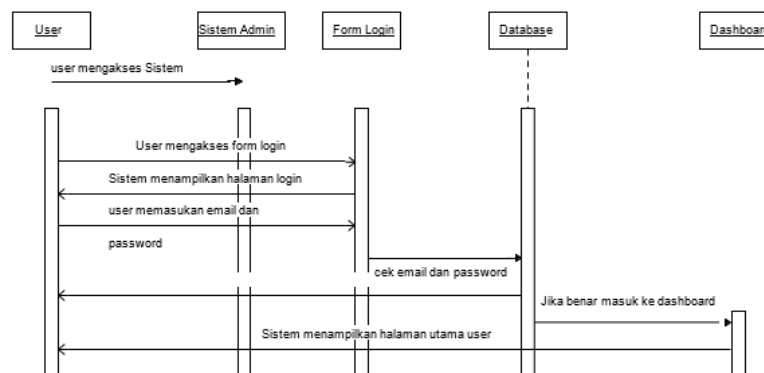 User
Sistem Admin
Form Login
Database
Dashboar
user mengakses Sistem
User mengakses form login
Sistem menampilkan halaman login
user memasukan email dan
password
cek email dan password
Jika benar masuk ke dashboard
Sistem menampilkan halaman utama user